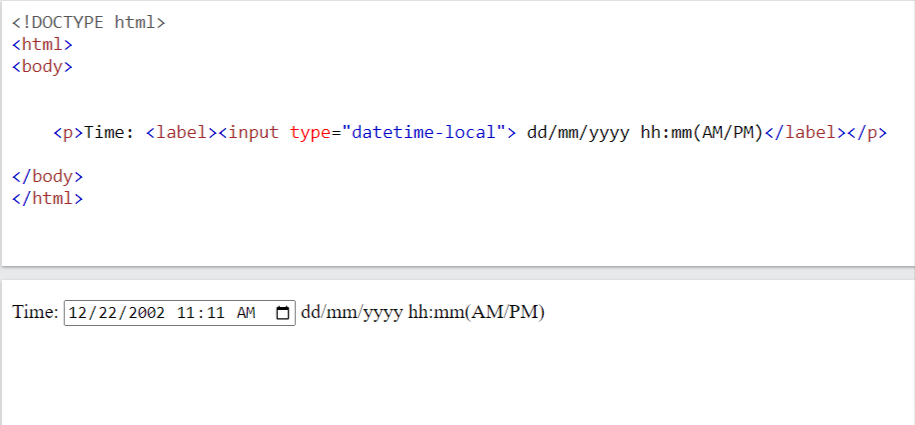 <!DOCTYPE html>
<html>
<body>
<p>Time: <label><input type="datetime-local"> dd/mm/yyyy hh:mm(AM/PM)</label></p>
</body>
</html>
Time: 12/22/2002 11:11 AM dd/mm/yyyy hh:mm(AM/PM)